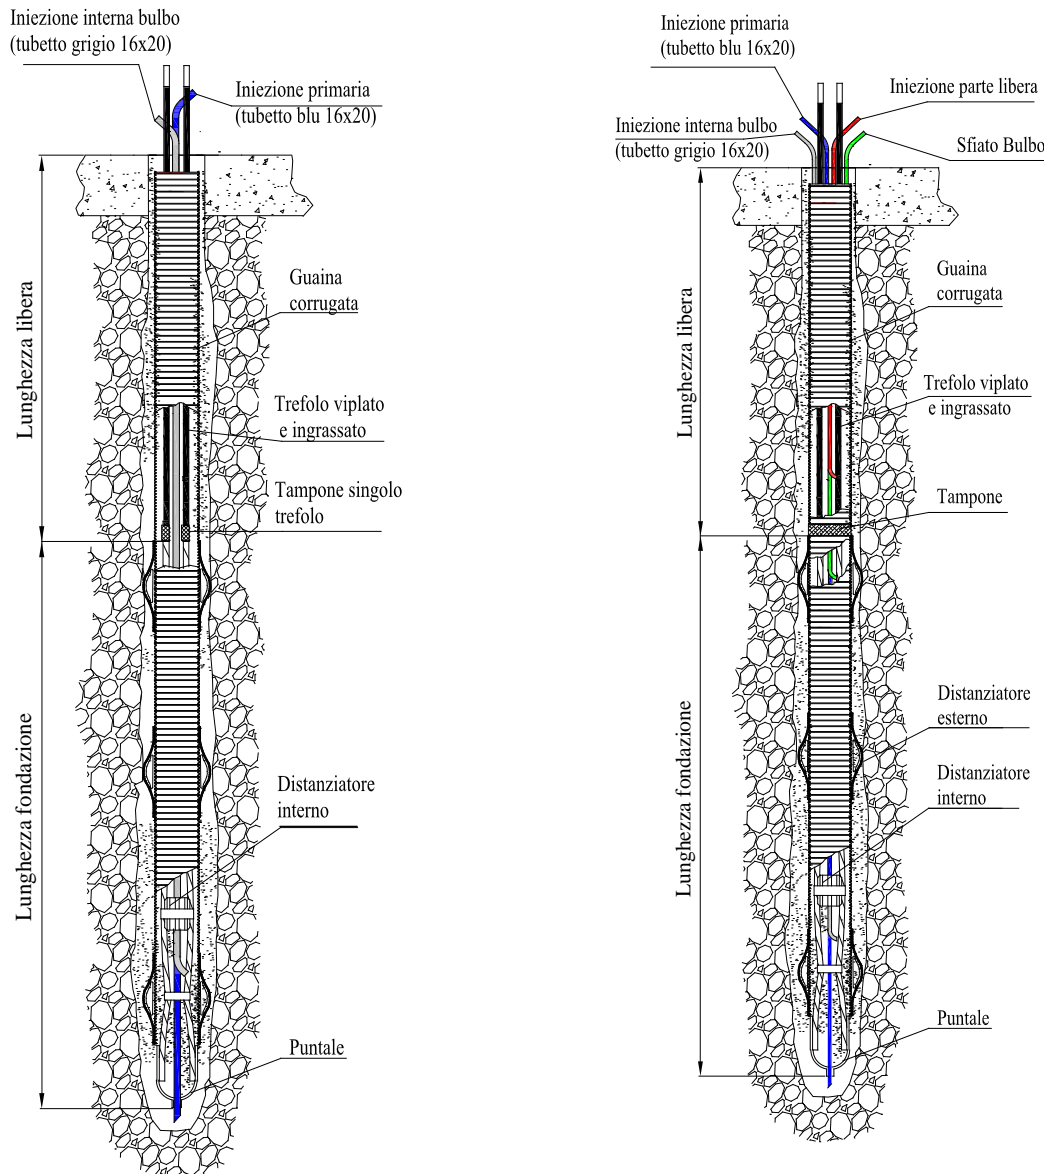 Iniezione interna bulbo
(tubetto grigio 16x20)
Iniezione primaria
(tubetto blu 16x20)
Guaina
corrugata
Trefolo viplato
e ingrassato
Tampone singolo
trefolo
Distanziatore
interno
Puntale
Lunghezza libera
Lunghezza fondazione
Iniezione primaria
(tubetto blu 16x20)
Iniezione parte libera
Iniezione interna bulbo
(tubetto grigio 16x20)
Sfiato Bulbo
Guaina
corrugata
Trefolo viplato
e ingrassato
Tampone
Distanziatore
esterno
Distanziatore
interno
Puntale
Lunghezza libera
Lunghezza fondazione